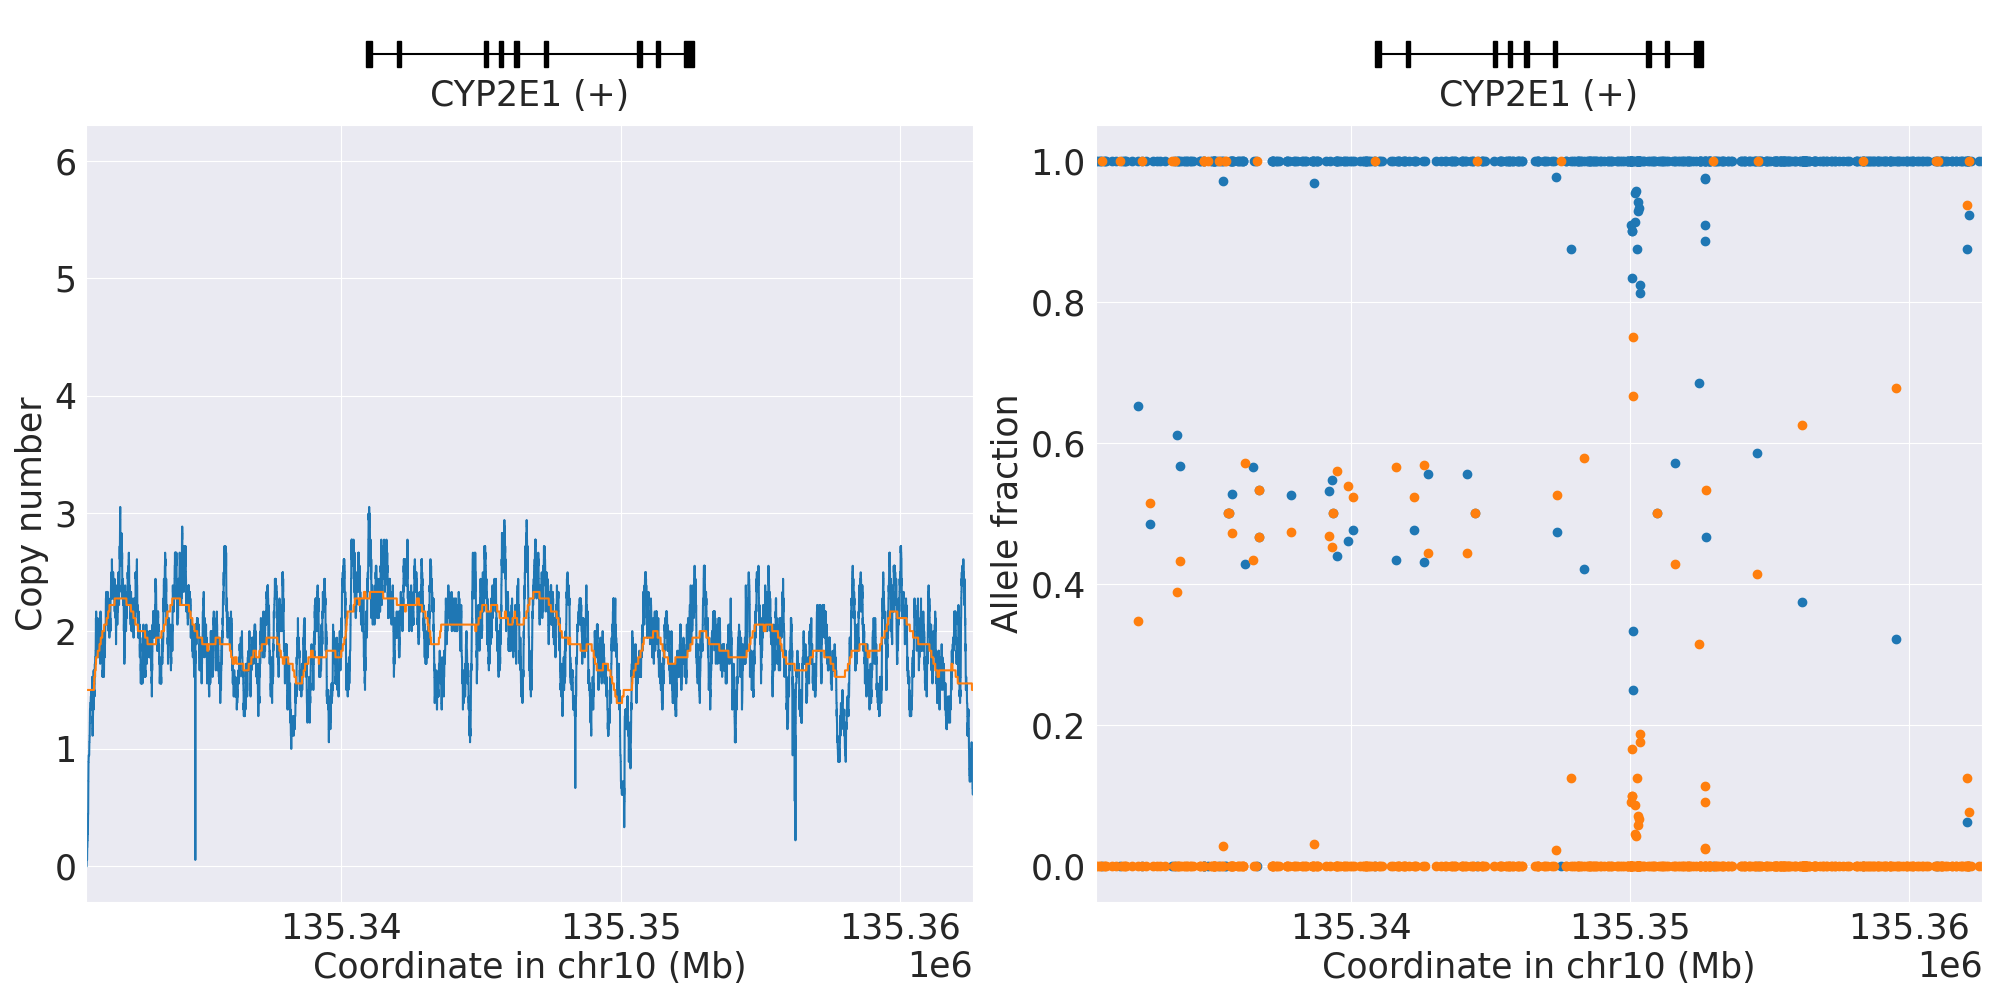 CYP2E1 (+)
6
5
4
3
2
1
0
Copy number
135.34 135.35 135.36
Coordinate in chr10 (Mb)
1e6
CYP2E1 (+)
1.0
0.8
0.6
0.4
0.2
0.0
Allele fraction
135.34 135.35 135.36
Coordinate in chr10 (Mb)
1e6